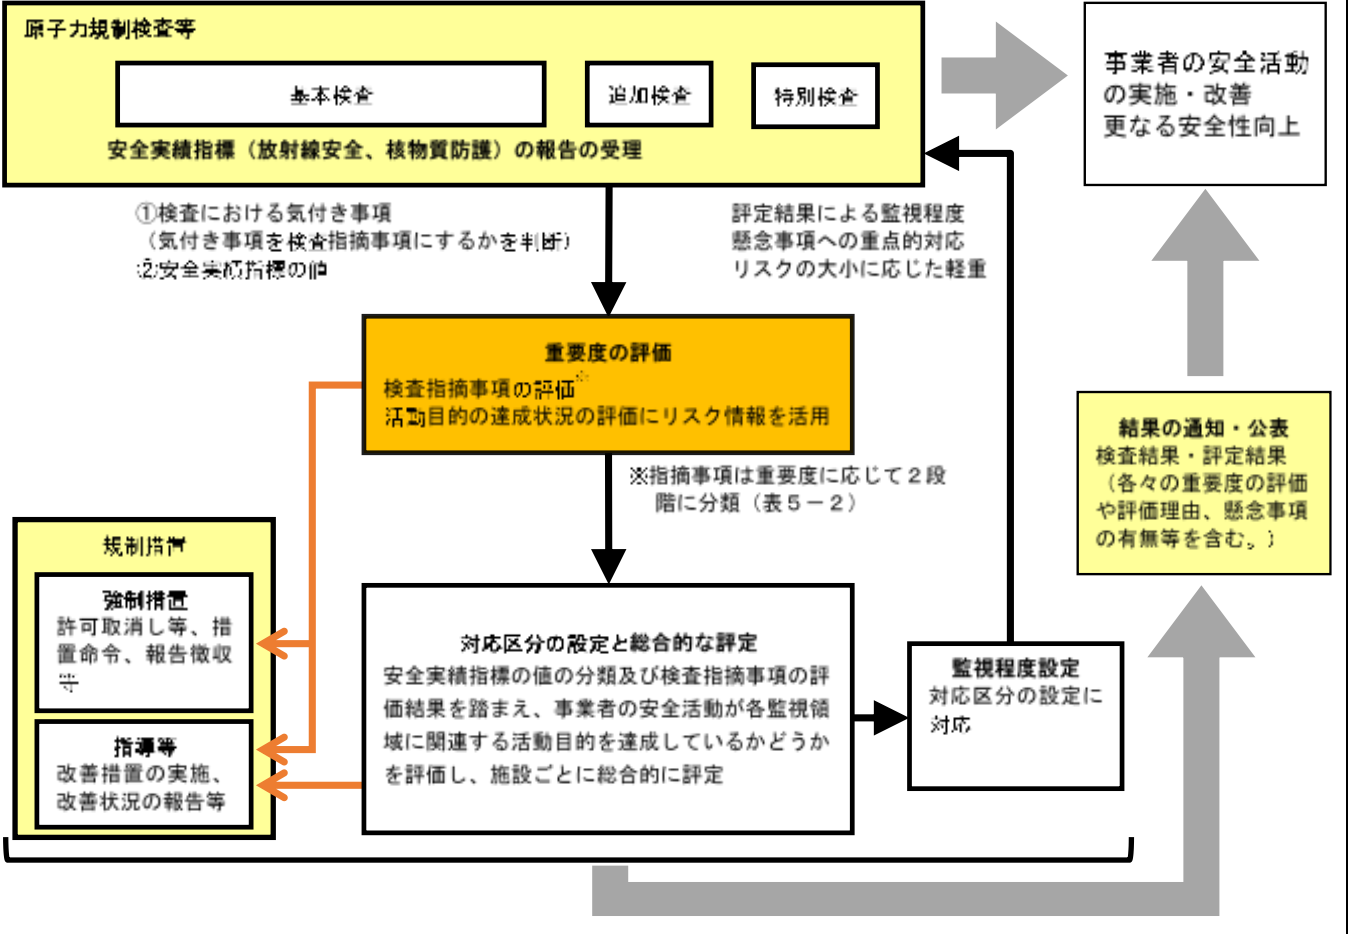 原子力規制検査等
基本検査
追加検査
特別検査
安全実績指標（放射線安全、核物質防護）の報告の受理
事業者の安全活動
の実施・改善
更なる安全性向上
①検査における気付き事項
（気付き事項を検査指摘事項にするかを判断）
②安全実績指標の値
評定結果による監視程度
懸念事項への重点的対応
リスクの大小に応じた軽重
重要度の評価
検査指摘事項の評価※
活動目的の達成状況の評価にリスク情報を活用
※指摘事項は重要度に応じて２段
階に分類（表５－２）
結果の通知・公表
検査結果・評定結果
（各々の重要度の評価
や評価理由、懸念事項
の有無等を含む。）
規制措置
強制措置
許可取消し等、措
置命令、報告徴収
等
指導等
改善措置の実施、
改善状況の報告等
対応区分の設定と総合的な評定
安全実績指標の値の分類及び検査指摘事項の評
価結果を踏まえ、事業者の安全活動が各監視領
域に関連する活動目的を達成しているかどうか
を評価し、施設ごとに総合的に評定
監視程度設定
対応区分の設定に
対応